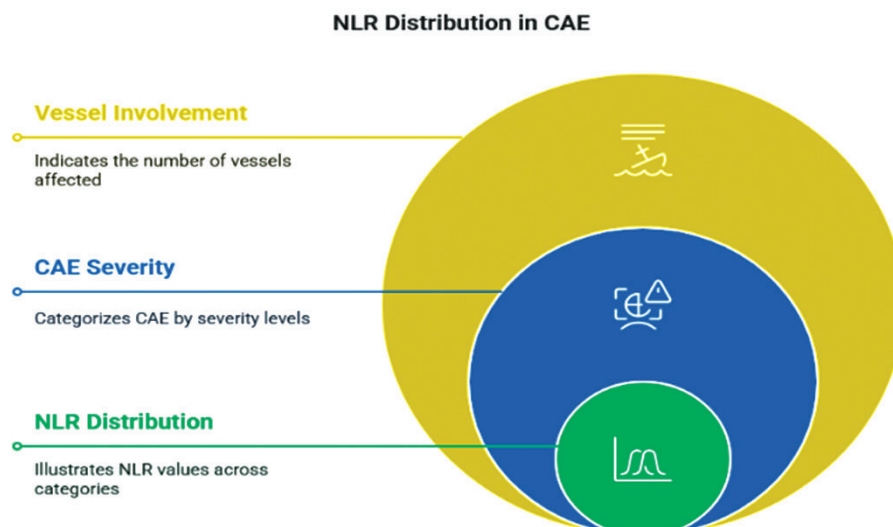 NLR Distribution in CAE
Vessel Involvement
Indicates the number of vessels
affected
CAE Severity
Categorizes CAE by severity levels
NLR Distribution
Illustrates NLR values across
categories